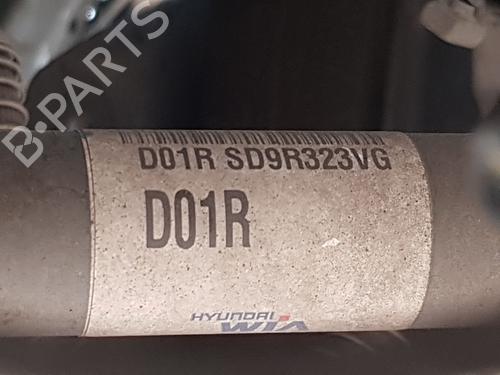 B-PARTS
D01R SD9R323VG
D01R
HYUNDAI
WIA